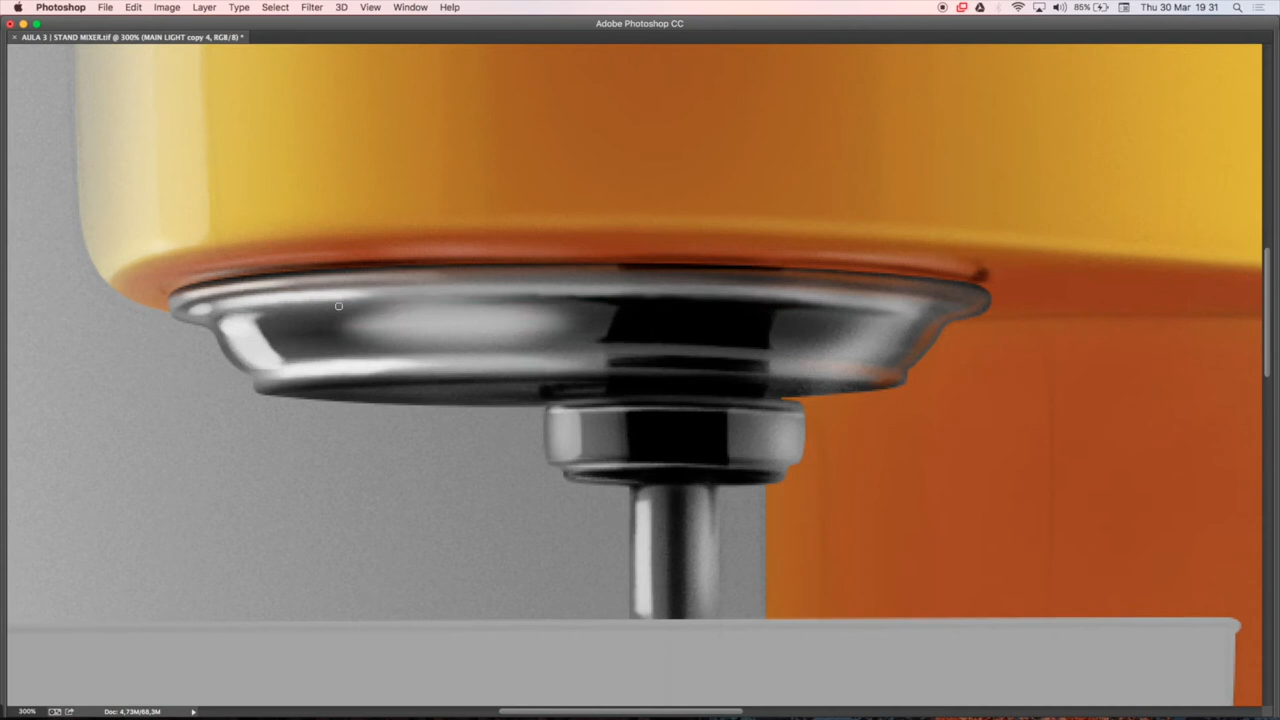 Photoshop File Edit Image Layer Type Select Filter 3D View Window Help 85% Thu 30 Mar 19 31
Adobe Photoshop CC
× AULA 3 | STAND MIXER.tif @ 300% (MAIN LIGHT copy 4, RGB/8) *
300% Doc: 4,73M/68,3M